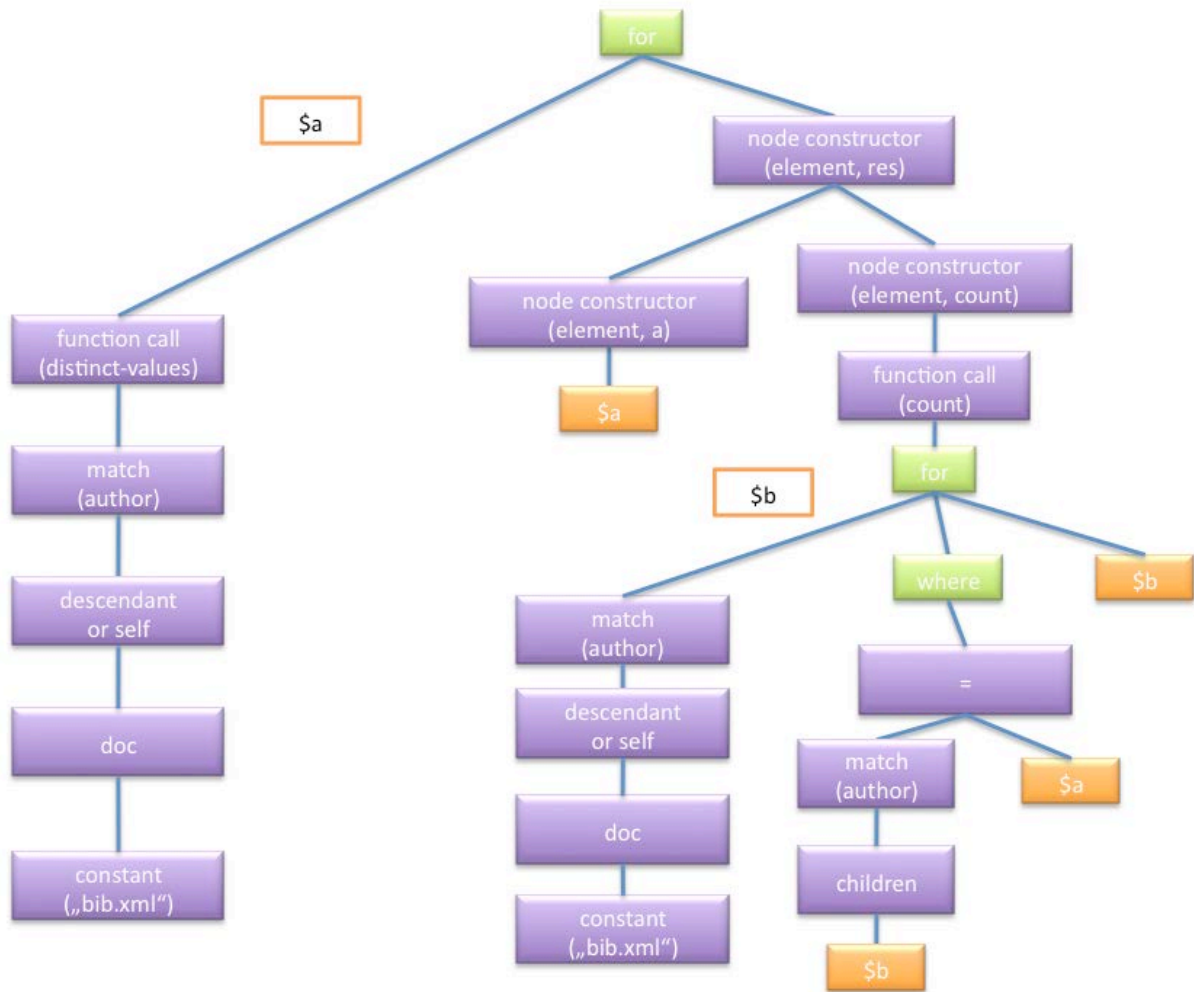 for
$a
node constructor
(element, res)
node constructor
(element, count)
node constructor
(element, a)
function call
(distinct-values)
function call
(count)
$a
match
(author)
for
$b
where
$b
descendant
or self
match
(author)
=
descendant
or self
doc
match
(author)
$a
doc
children
constant
(„bib.xml“)
constant
(„bib.xml“)
$b